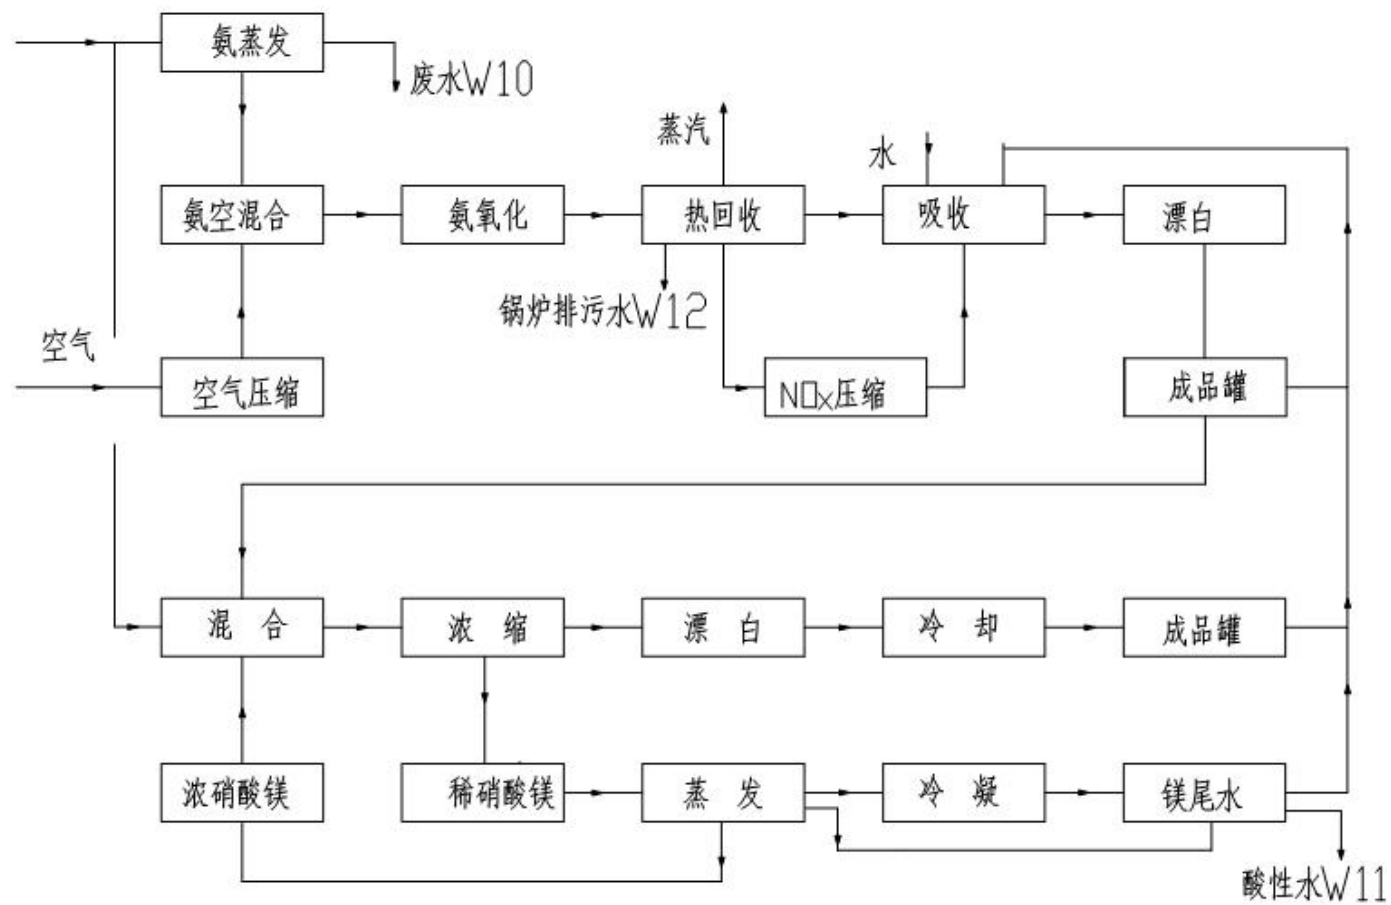 氨蒸发
废水W10
蒸汽
水
氨空混合
氨氧化
热回收
吸收
漂白
锅炉排污水W12
空气
空气压缩
NOx压缩
成品罐
混 合
浓 缩
漂 白
冷 却
成品罐
浓硝酸镁
稀硝酸镁
蒸 发
冷 凝
镁尾水
酸性水W11